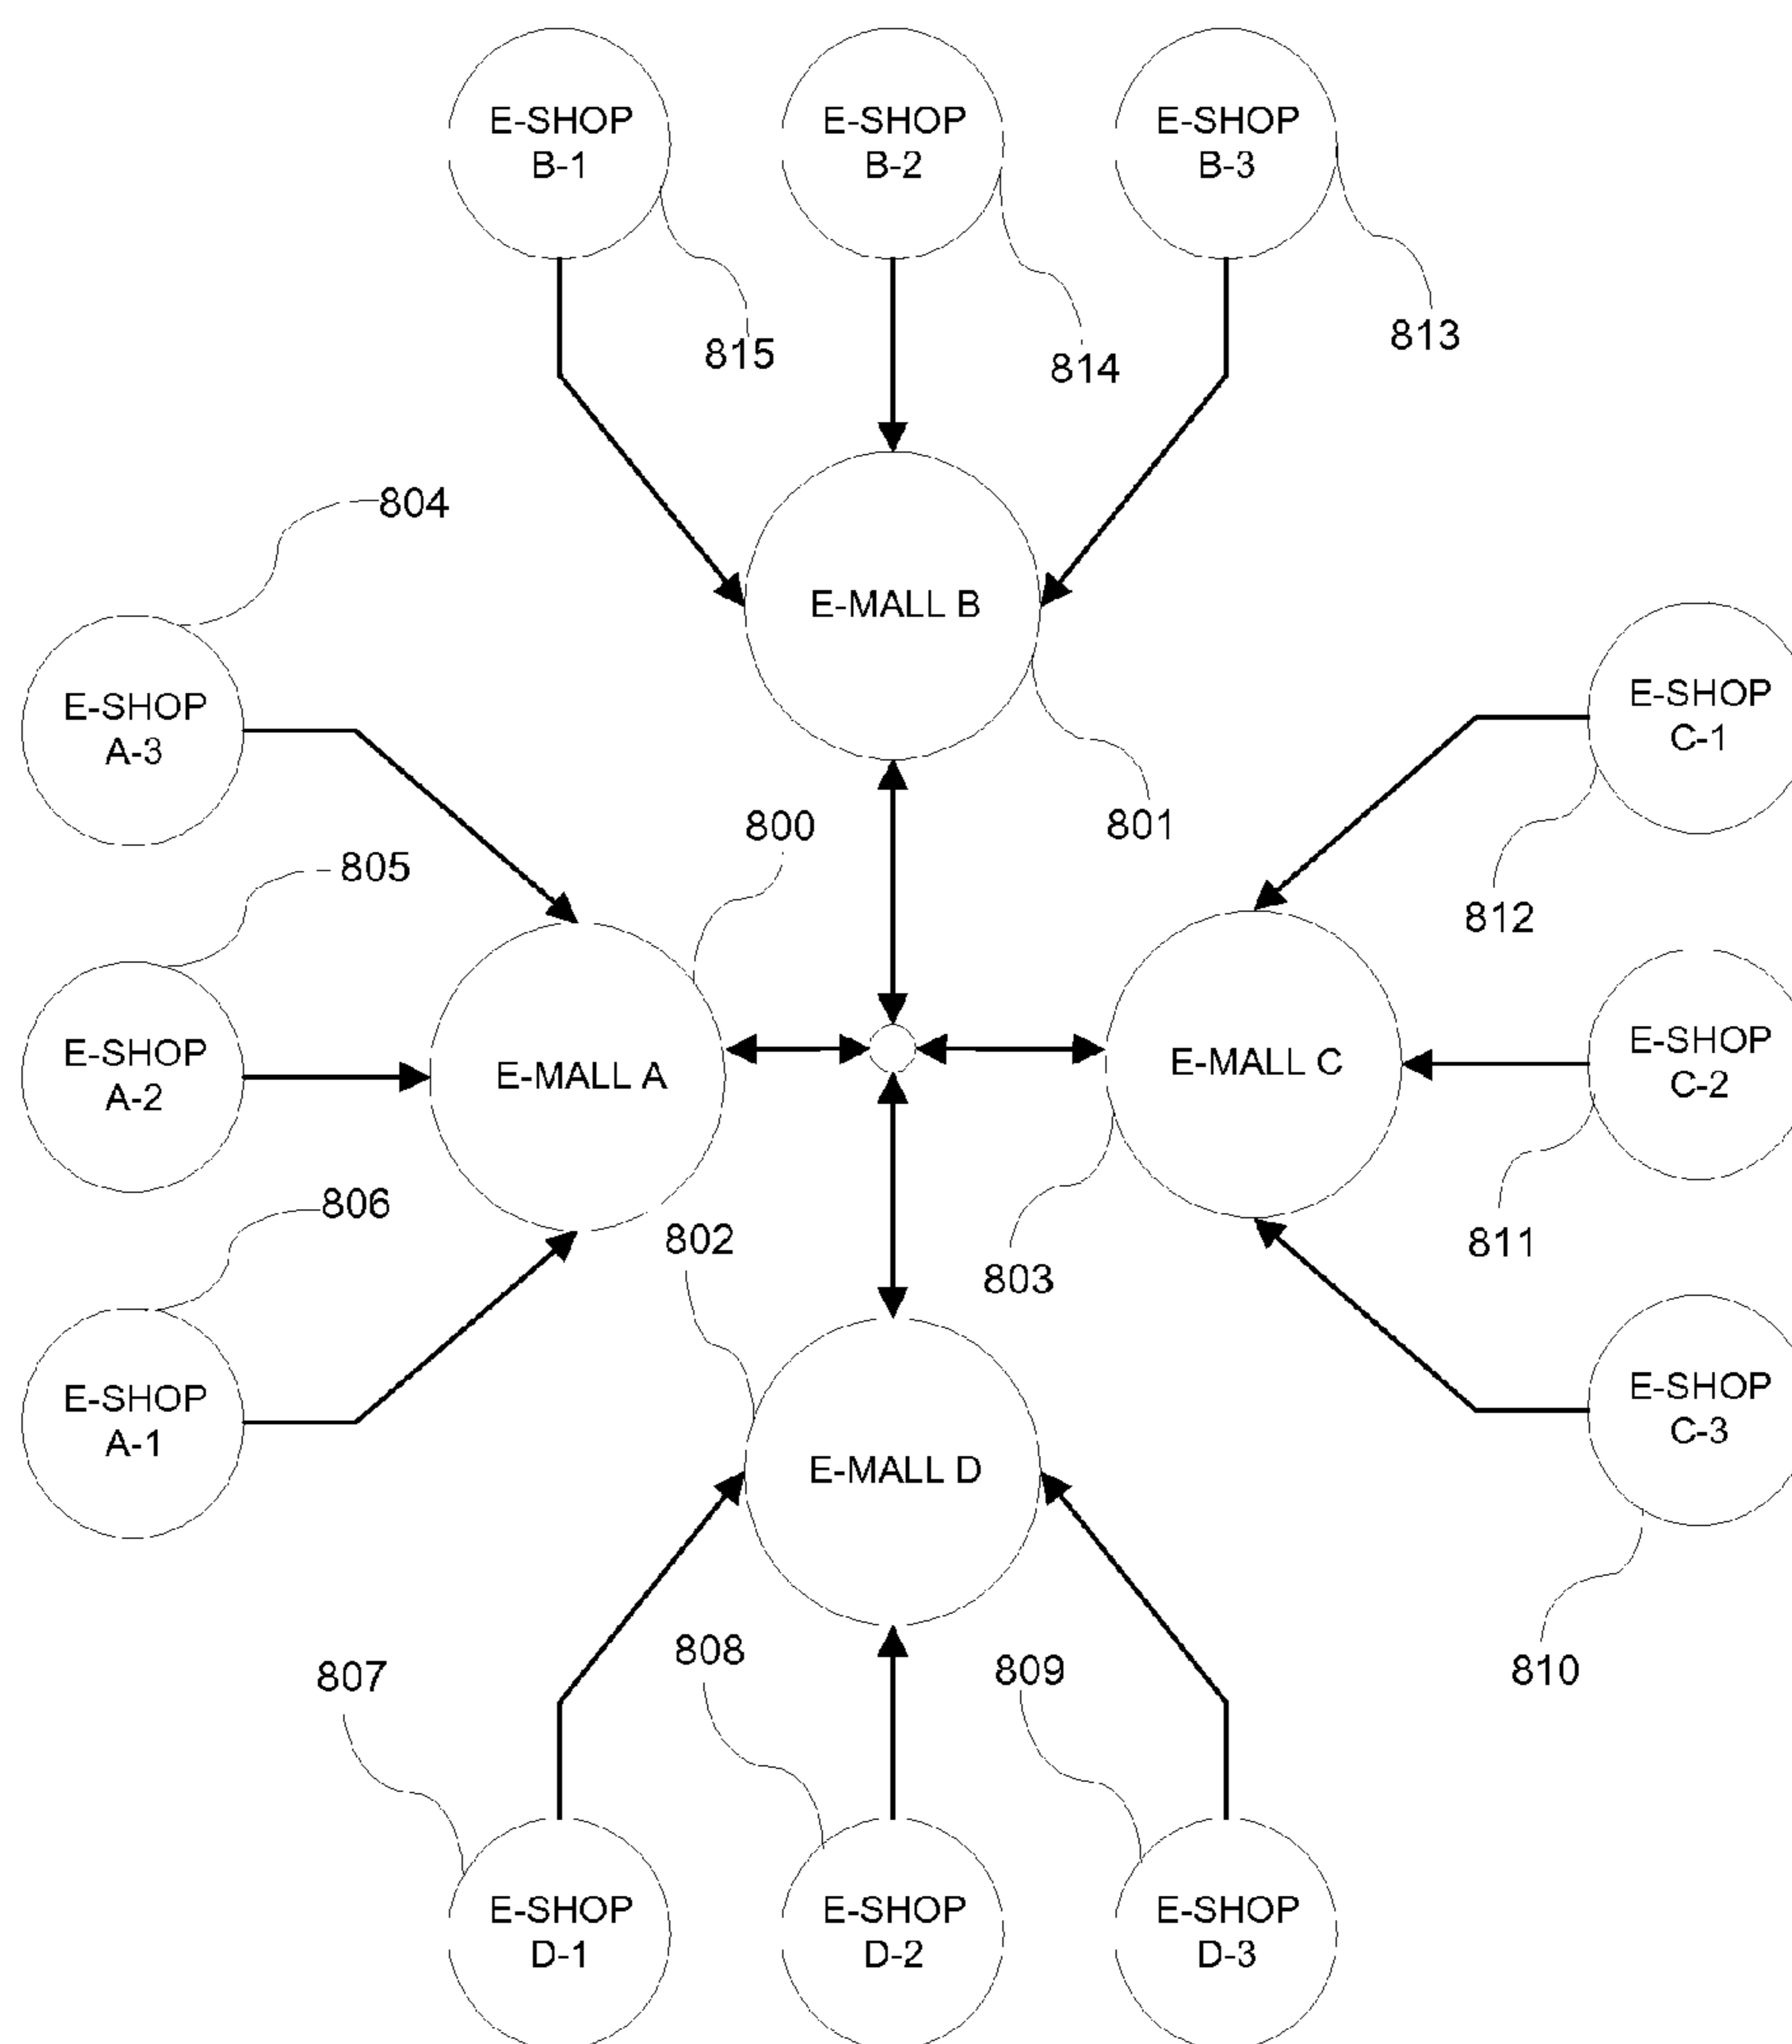 E-SHOP
B-1
E-SHOP
B-2
E-SHOP
B-3
815
814
813
804
E-MALL B
E-SHOP
A-3
E-SHOP
C-1
800
801
805
812
E-SHOP
A-2
E-MALL A
E-MALL C
E-SHOP
C-2
806
802
803
811
E-SHOP
A-1
E-SHOP
C-3
E-MALL D
807
808
809
810
E-SHOP
D-1
E-SHOP
D-2
E-SHOP
D-3